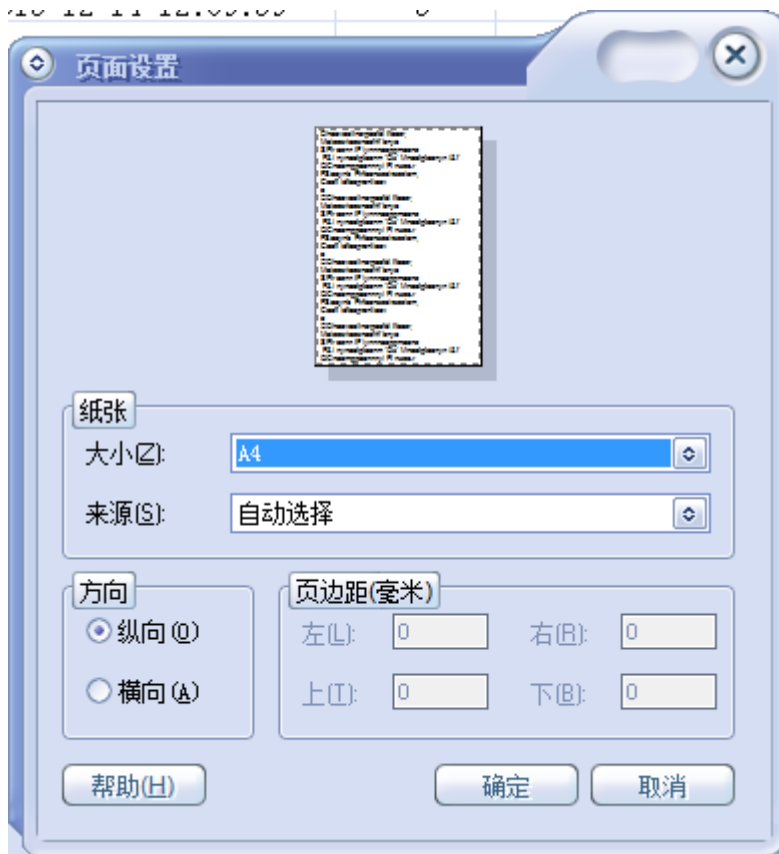 页面设置
纸张
大小(Z):
A4
来源(S):
自动选择
方向
纵向(O)
横向(A)
页边距(毫米)
左(L):
0
右(R):
0
上(T):
0
下(B):
0
帮助(H)
确定
取消